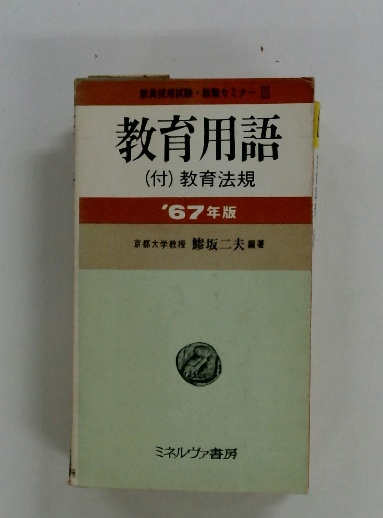 教員採用試験・教職セミナー Ⅲ
教育用語
(付)教育法規
'67年版
京都大学教授 鰺坂二夫 編著
ミネルヴァ書房